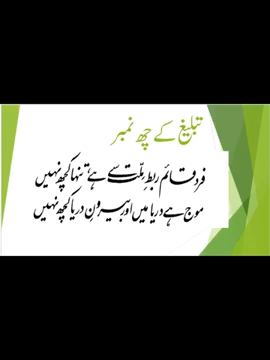 تبلیغ کے چھ نمبر
فرد قائم ربطِ ملّت سے ہے تنہا کچھ نہیں
موج ہے دریا میں اور بیرونِ دریا کچھ نہیں